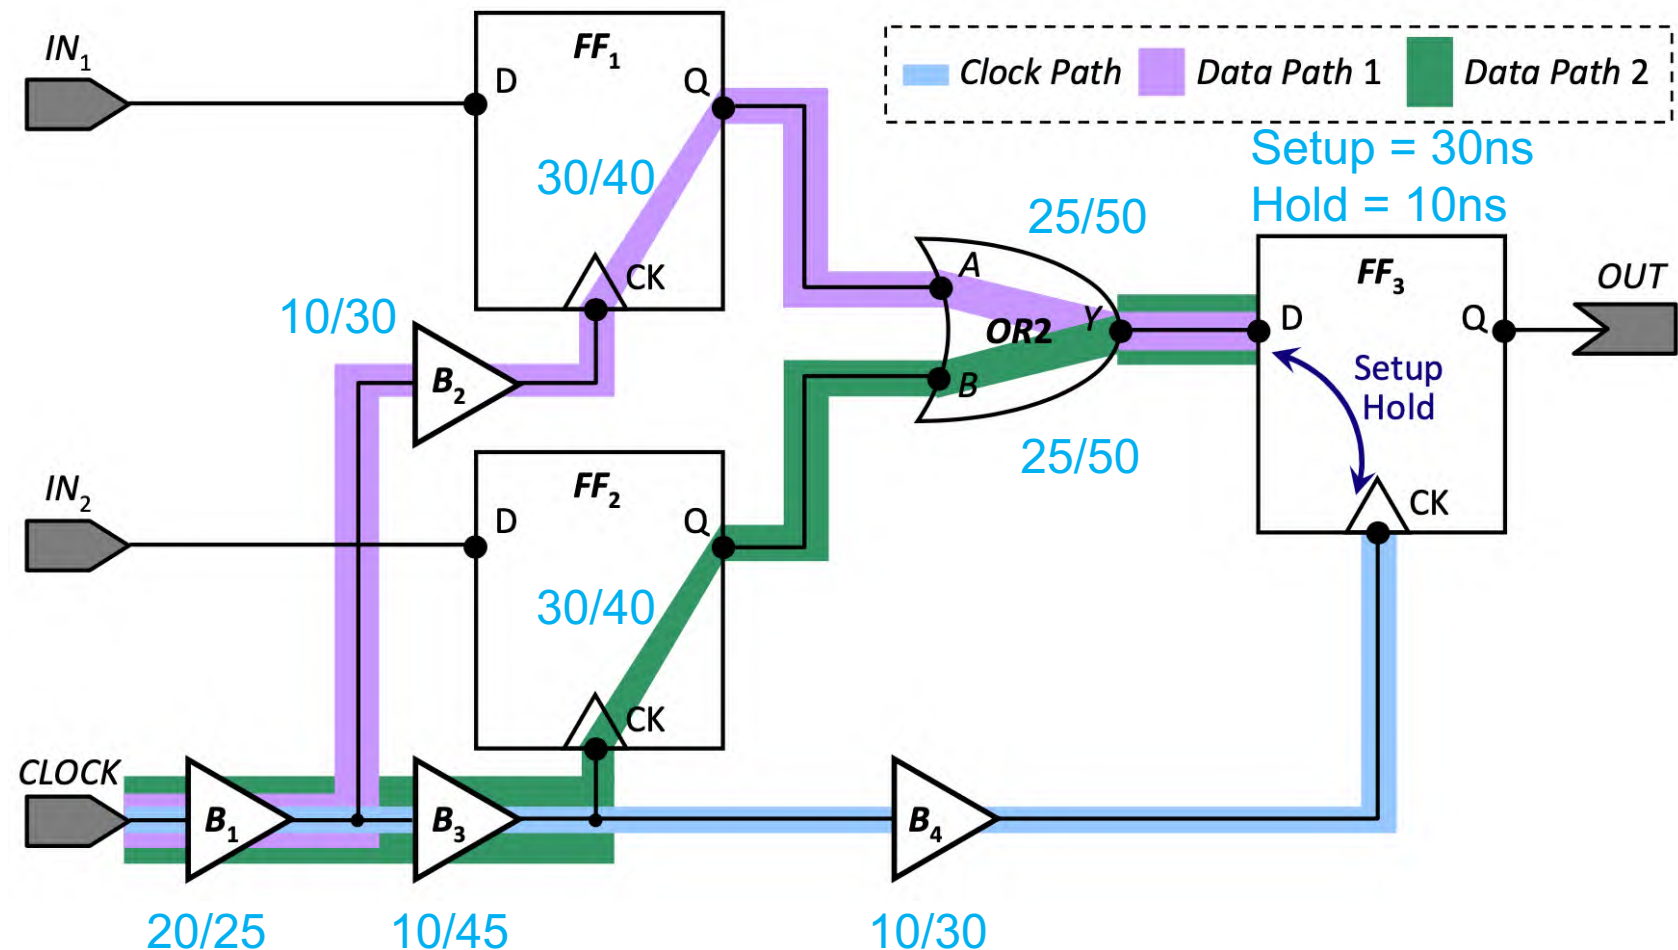 IN1
FF1
D
Q
30/40
CK
Clock Path
Data Path 1
Data Path 2
Setup = 30ns
Hold = 10ns
25/50
A
OR2
Y
B
25/50
FF3
D
Q
Setup
Hold
CK
OUT
10/30
B2
IN2
FF2
D
Q
30/40
CK
CLOCK
B1
B3
B4
20/25
10/45
10/30